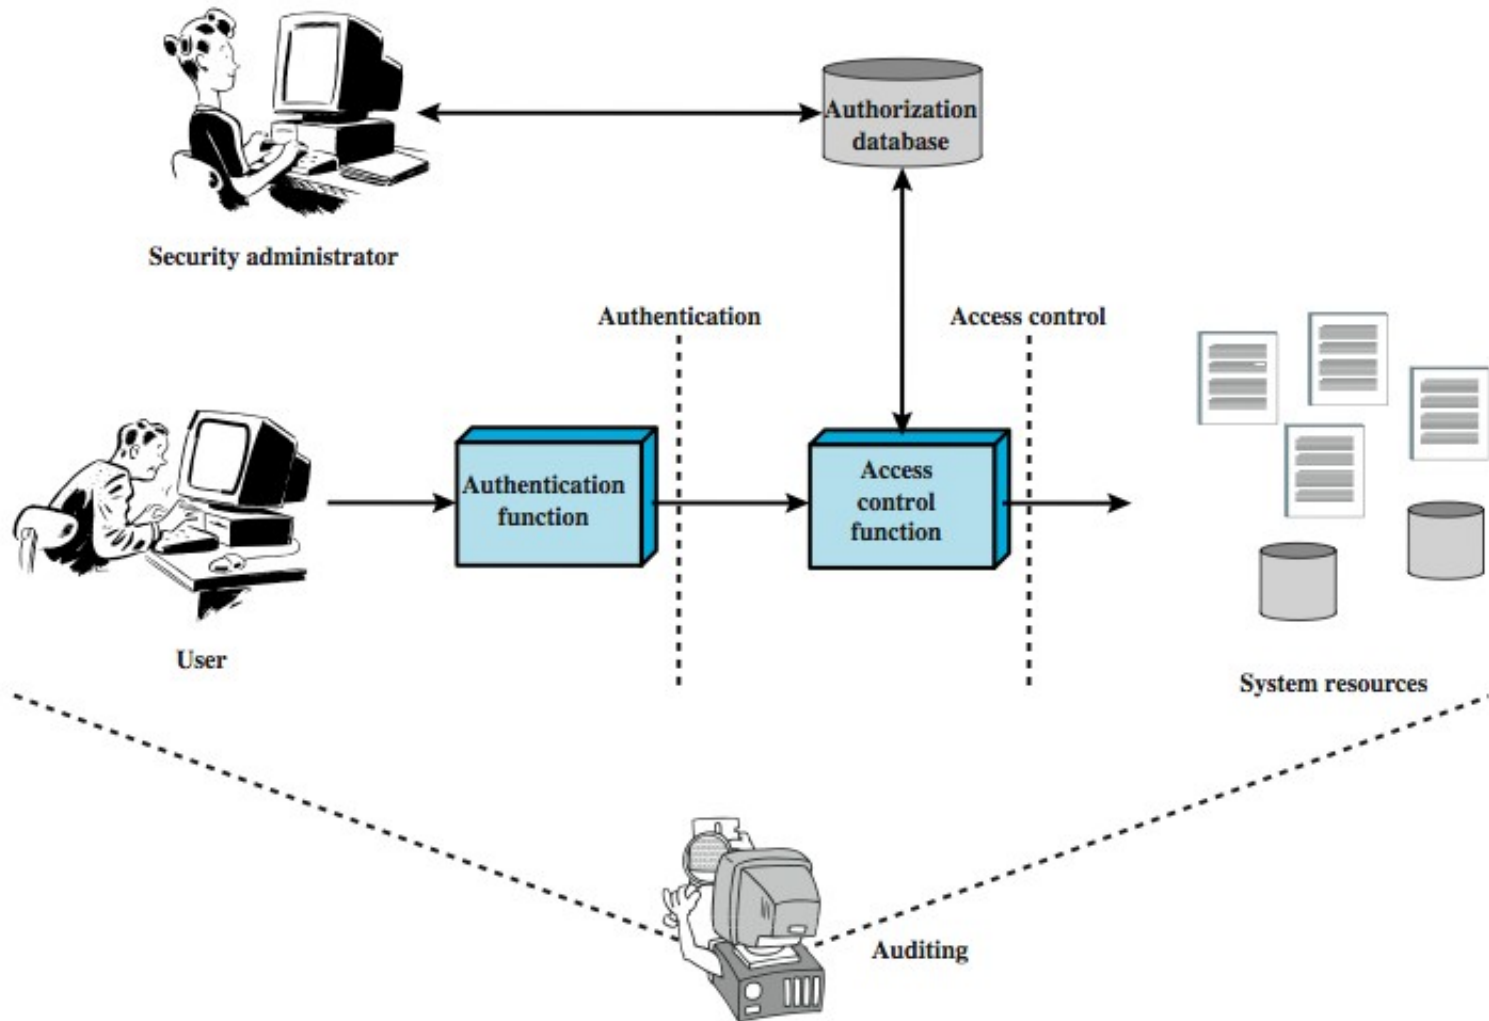 Authorization
database
Security administrator
Authentication
Access control
Authentication
function
Access
control
function
User
System resources
Auditing